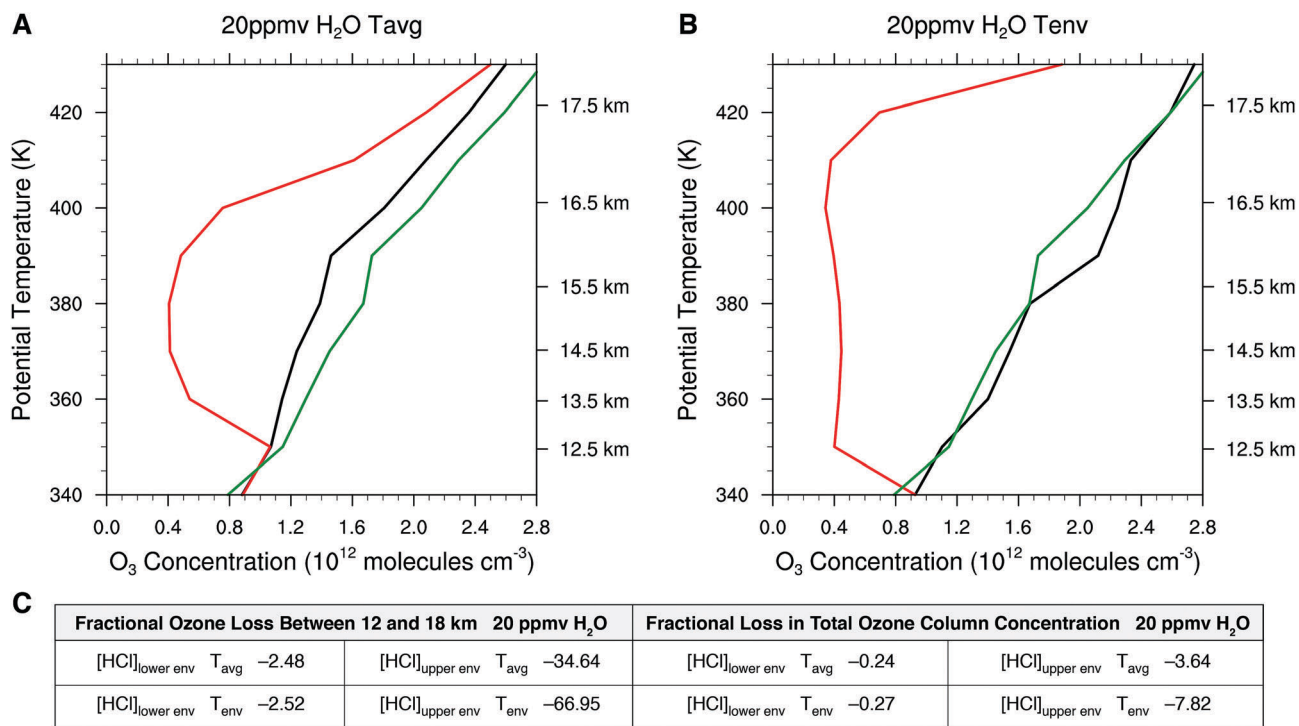 A
20ppmv H₂O Tavg
Potential Temperature (K)
420
400
380
360
340
17.5 km
16.5 km
15.5 km
14.5 km
13.5 km
12.5 km
0.0 0.4 0.8 1.2 1.6 2.0 2.4 2.8
O₃ Concentration (10¹² molecules cm⁻³)
B
20ppmv H₂O Tenv
Potential Temperature (K)
420
400
380
360
340
17.5 km
16.5 km
15.5 km
14.5 km
13.5 km
12.5 km
0.0 0.4 0.8 1.2 1.6 2.0 2.4 2.8
O₃ Concentration (10¹² molecules cm⁻³)
C
Fractional Ozone Loss Between 12 and 18 km 20 ppmv H₂O Fractional Loss in Total Ozone Column Concentration 20 ppmv H₂O
[HCl]lower env Tavg –2.48 [HCl]upper env Tavg –34.64 [HCl]lower env Tavg –0.24 [HCl]upper env Tavg –3.64
[HCl]lower env Tenv –2.52 [HCl]upper env Tenv –66.95 [HCl]lower env Tenv –0.27 [HCl]upper env Tenv –7.82